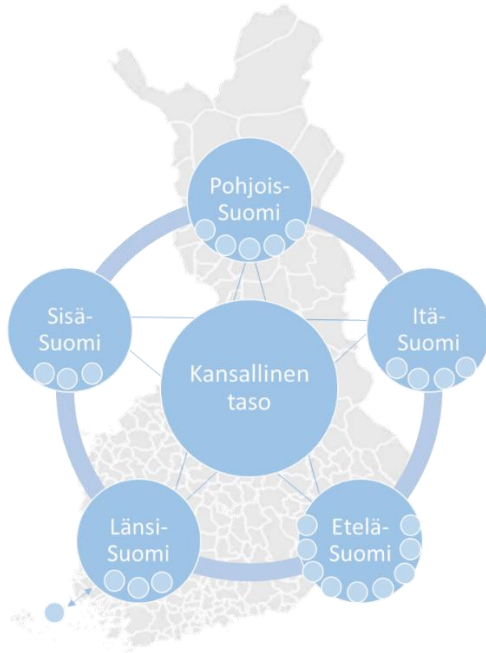 Pohjois-
Suomi
Sisä-
Suomi
Itä-
Suomi
Kansallinen
taso
Länsi-
Suomi
Etelä-
Suomi